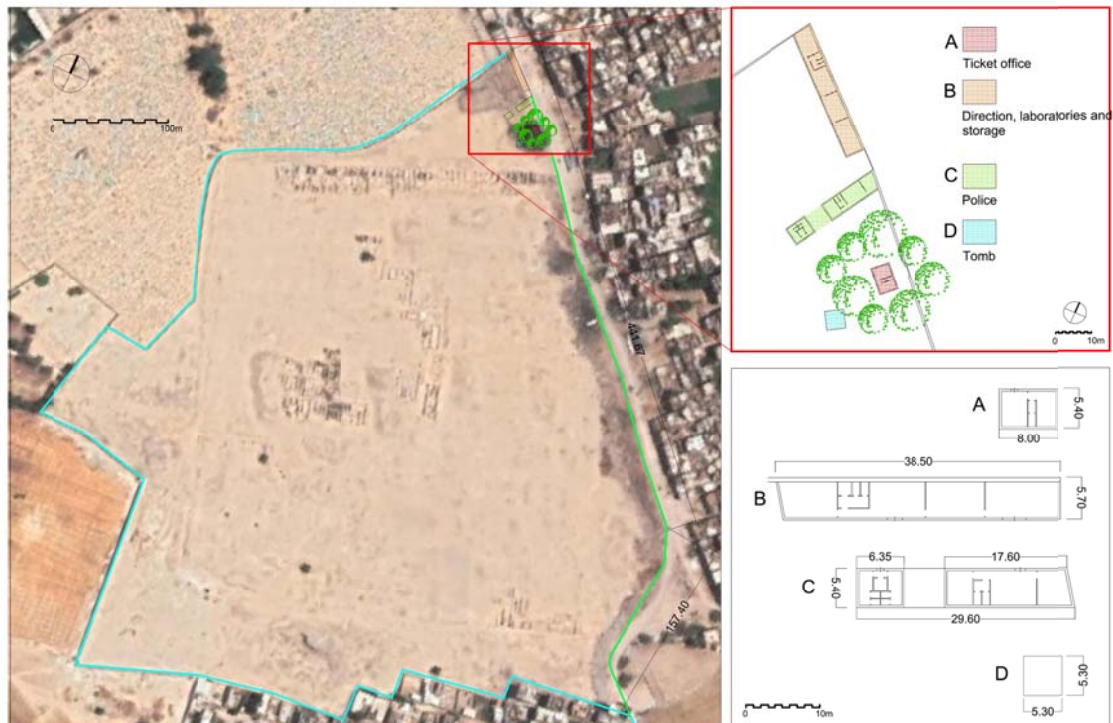 0
100m
441.67
157.40
A
Ticket office
B
Direction, laboratories and
storage
C
Police
D
Tomb
0
10m
A
5.40
8.00
38.50
B
5.70
6.35
17.60
C
5.40
29.60
D
5.30
5.30
0
10m